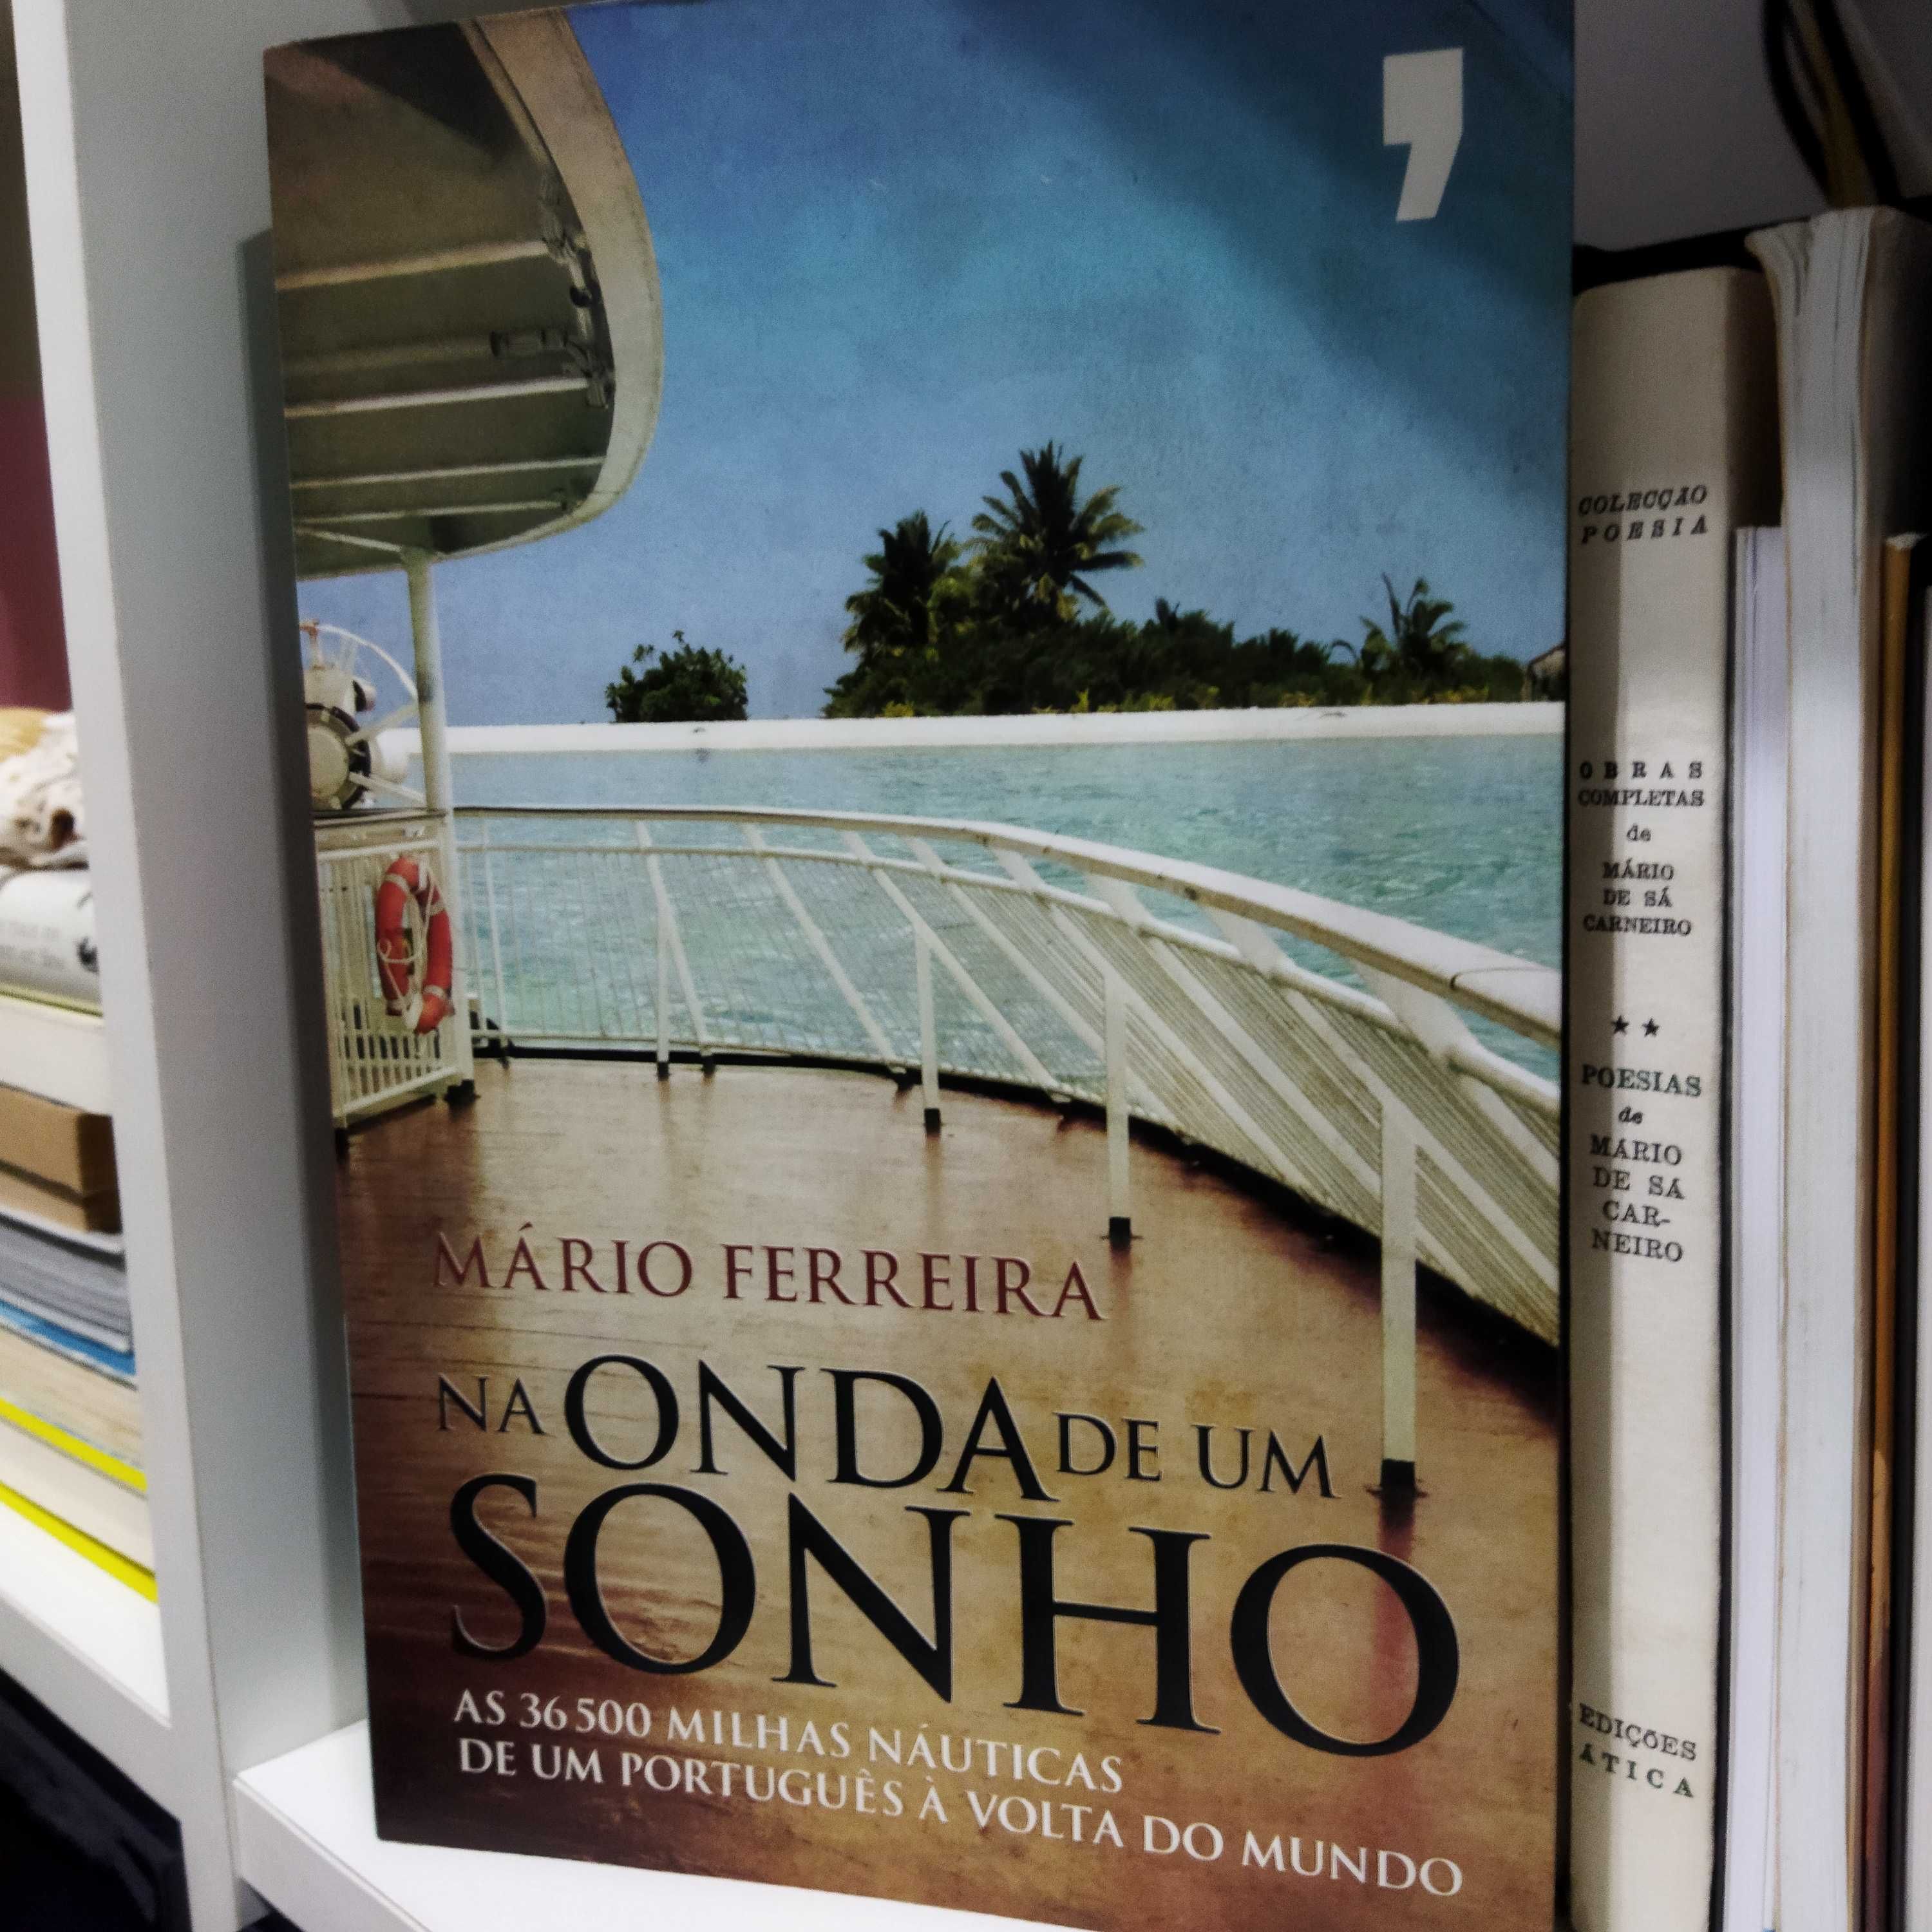 MÁRIO FERREIRA
NA ONDA DE UM
SONHO
AS 36 500 MILHAS NÁUTICAS
DE UM PORTUGUÊS À VOLTA DO MUNDO
COLECÇÃO
POESIA
OBRAS
COMPLETAS
de
MÁRIO
DE SÁ
CARNEIRO
POESIAS
de
MÁRIO
DE SÁ
CAR-
NEIRO
EDIÇÕES
ÁTICA